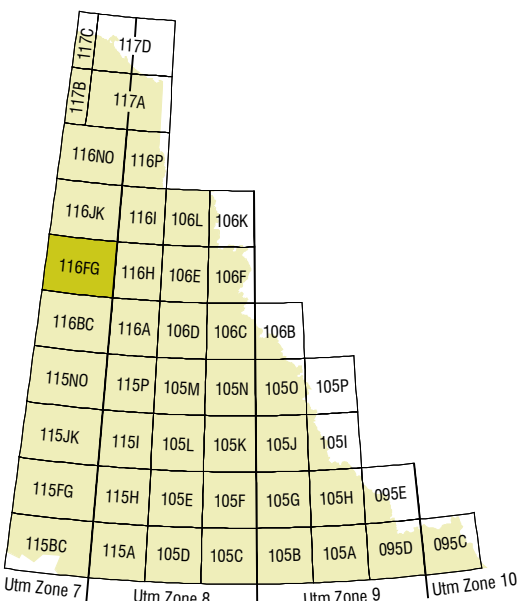 117C 117D
117B 117A
116NO 116P
116JK 116I 106L 106K
116FG 116H 106E 106F
116BC 116A 106D 106C 106B
115NO 115P 105M 105N 105O 105P
115JK 115I 105L 105K 105J 105I
115FG 115H 105E 105F 105G 105H 095E
115BC 115A 105D 105C 105B 105A 095D 095C
Utm Zone 7 Utm Zone 8 Utm Zone 9 Utm Zone 10